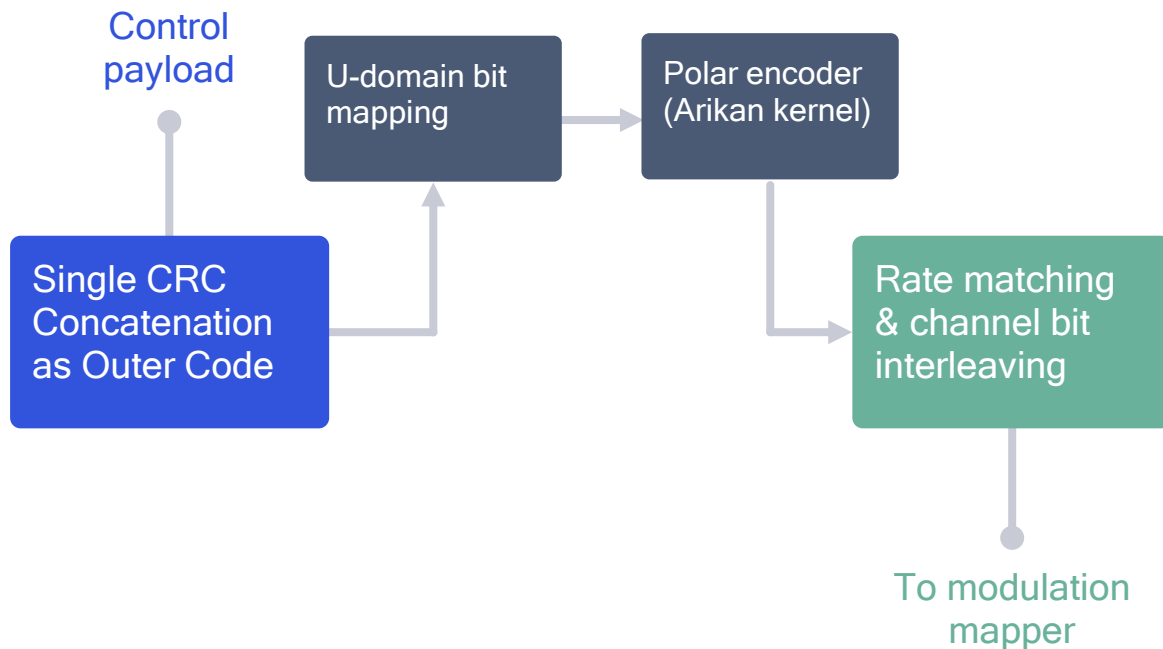 Control
payload
Single CRC
Concatenation
as Outer Code
U-domain bit
mapping
Polar encoder
(Arikan kernel)
Rate matching
& channel bit
interleaving
To modulation
mapper